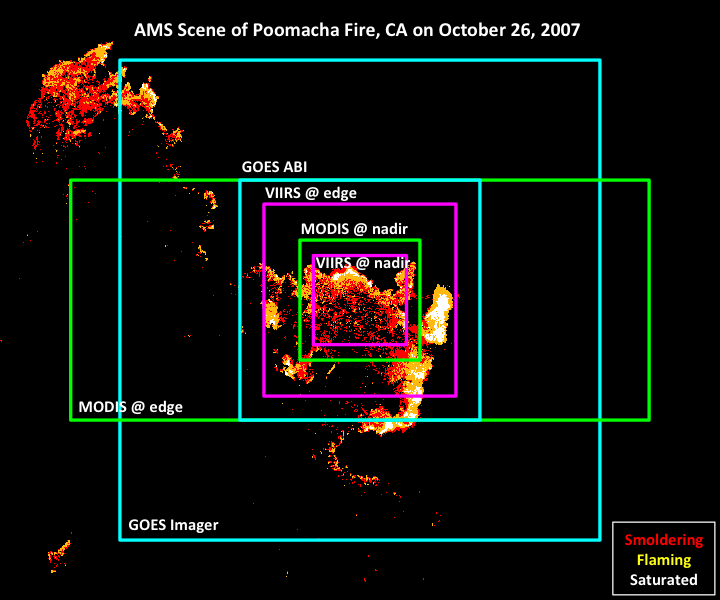 AMS Scene of Poomacha Fire, CA on October 26, 2007
GOES ABI
VIIRS @ edge
MODIS @ nadir
VIIRS @ nadir
MODIS @ edge
GOES Imager
Smoldering
Flaming
Saturated